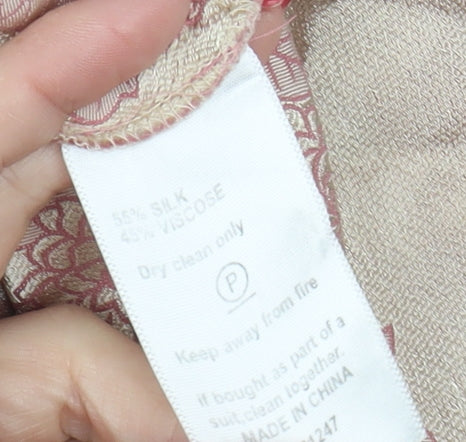 55% SILK
45% VISCOSE
Dry clean only
P
Keep away from fire
If bought as part of a
suit,clean together.
MADE IN CHINA
247